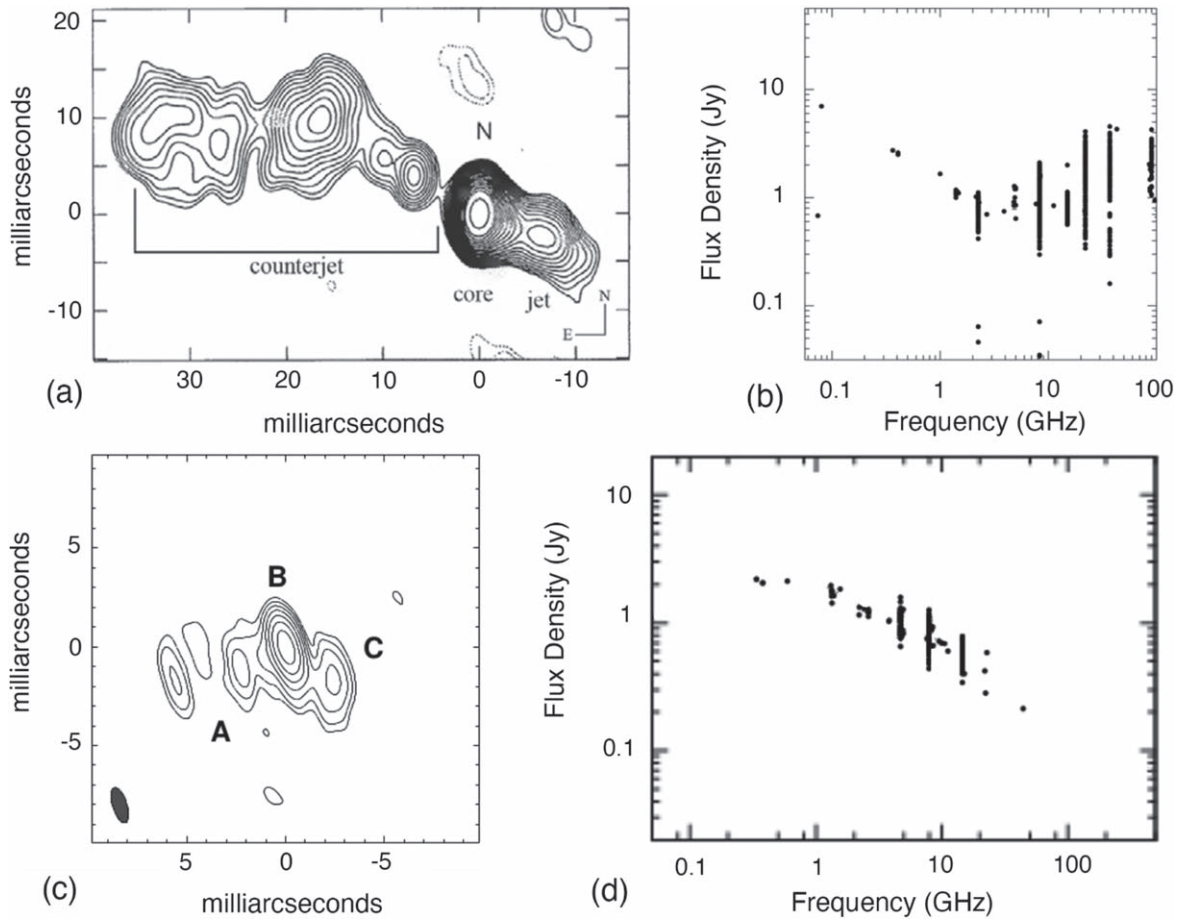 20
10
0
-10
milliarcseconds
30
20
10
0
-10
milliarcseconds
N
counterjet
core
jet
N
E
(a)
10
1
0.1
Flux Density (Jy)
0.1
1
10
100
Frequency (GHz)
(b)
5
0
-5
milliarcseconds
B
C
A
5
0
-5
milliarcseconds
(c)
10
1
0.1
Flux Density (Jy)
0.1
1
10
100
Frequency (GHz)
(d)